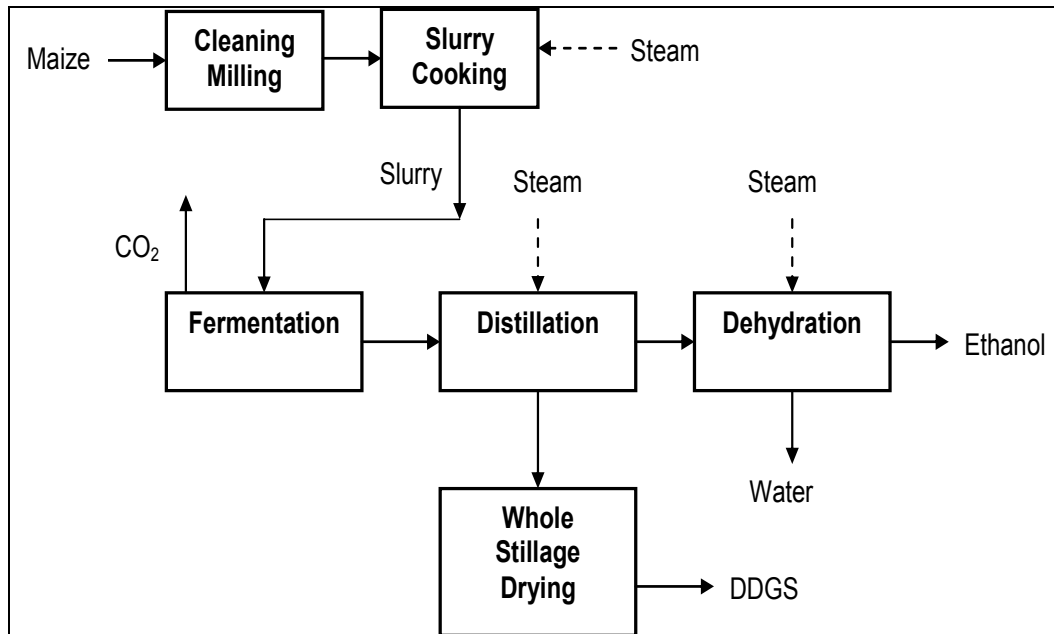 Maize
Cleaning
Milling
Slurry
Cooking
Steam
Slurry
Steam
Steam
CO₂
Fermentation
Distillation
Dehydration
Ethanol
Water
Whole
Stillage
Drying
DDGS